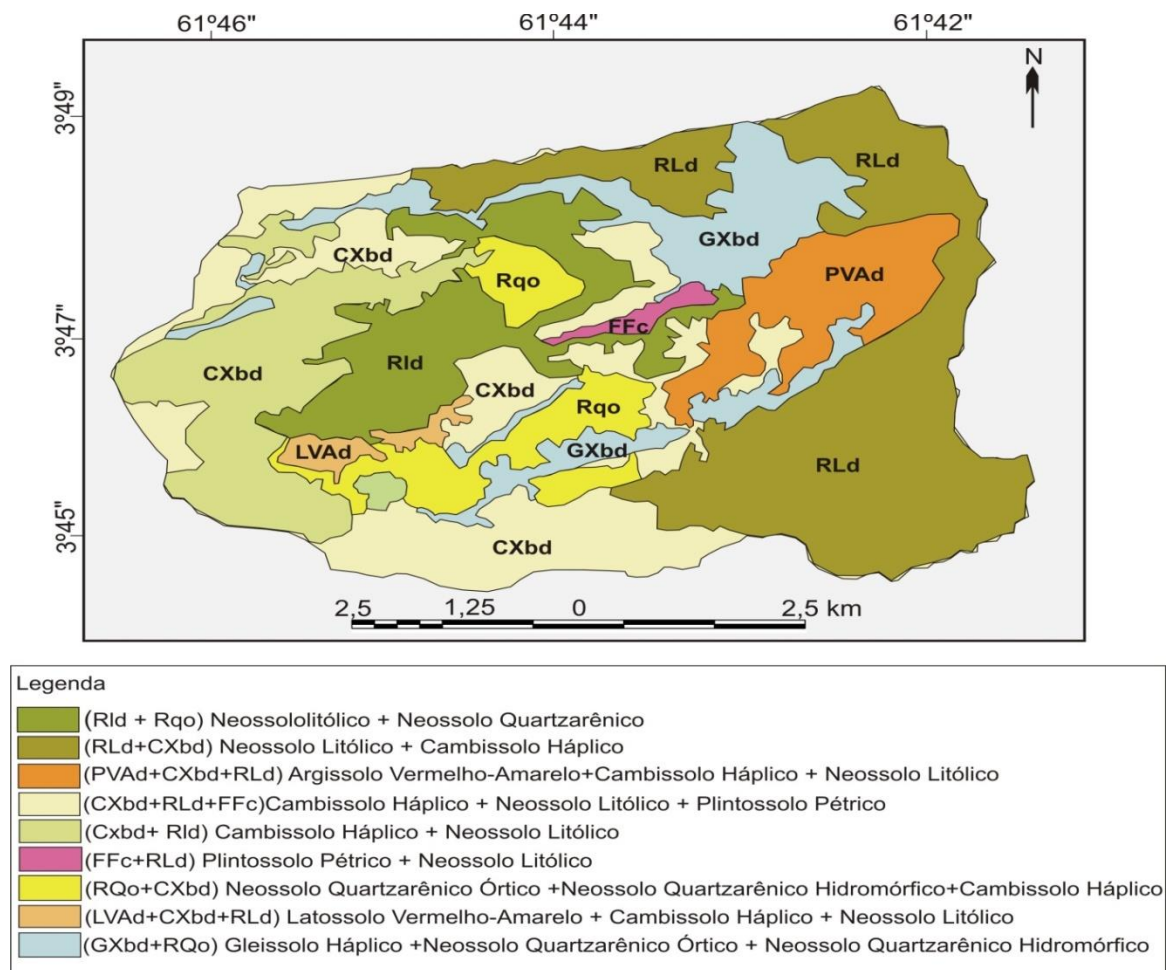 61º46" 61º44" 61º42"
N
3º49"
RLd RLd
CXbd GXbd
Rqo PVAd
FFc
3º47"
Rld
CXbd CXbd
Rqo
LVAd GXbd
RLd
3º45"
CXbd
2,5 1,25 0 2,5 km
Legenda
(Rld + Rqo) Neossololitólico + Neossolo Quartzarênico
(RLd+CXbd) Neossolo Litólico + Cambissolo Háplico
(PVAd+CXbd+RLd) Argissolo Vermelho-Amarelo+Cambissolo Háplico + Neossolo Litólico
(CXbd+RLd+FFc)Cambissolo Háplico + Neossolo Litólico + Plintossolo Pétrico
(Cxbd+ Rld) Cambissolo Háplico + Neossolo Litólico
(FFc+RLd) Plintossolo Pétrico + Neossolo Litólico
(RQo+CXbd) Neossolo Quartzarênico Órtico +Neossolo Quartzarênico Hidromórfico+Cambissolo Háplico
(LVAd+CXbd+RLd) Latossolo Vermelho-Amarelo + Cambissolo Háplico + Neossolo Litólico
(GXbd+RQo) Gleissolo Háplico +Neossolo Quartzarênico Órtico + Neossolo Quartzarênico Hidromórfico